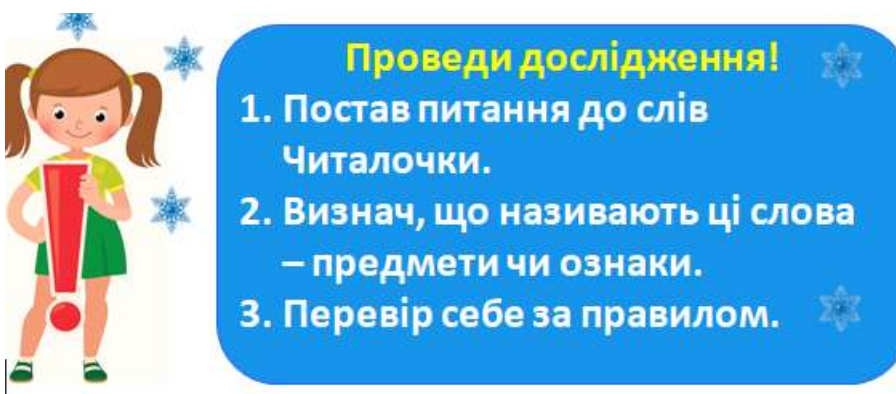 Проведи дослідження!
1. Постав питання до слів
Читалочки.
2. Визнач, що називають ці слова
– предмети чи ознаки.
3. Перевір себе за правилом.